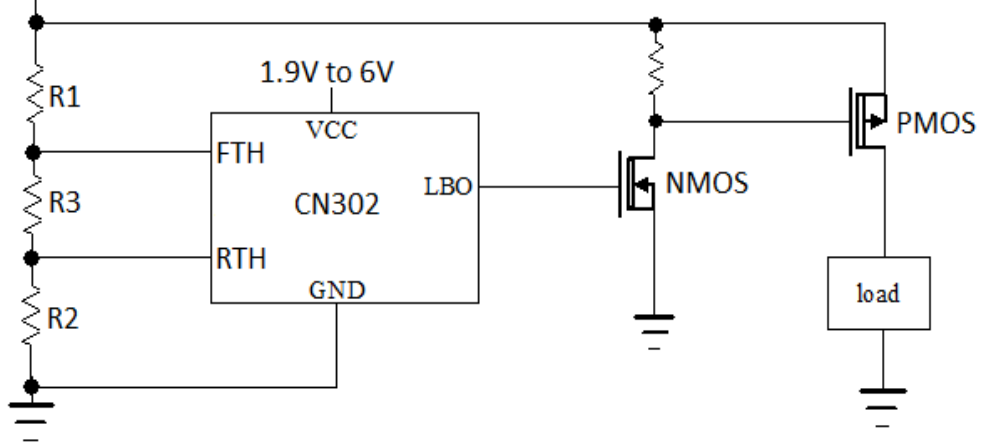 1.9V to 6V
R1
VCC
PMOS
FTH
LBO
NMOS
R3
CN302
RTH
GND
load
R2